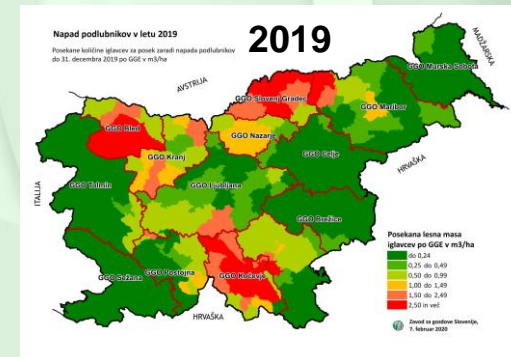 Napad podlubnikov v letu 2019
2019
Posekane količine iglavcev za posek zaradi napada podlubnikov
do 31. decembra 2019 po GGE v m3/ha
MADŽARSKA
AVSTRIJA
GGO Murska Sobota
GGO Slovenj Gradec
GGO Maribor
GGO Bled
GGO Nazarje
GGO Kranj
GGO Celje
HRVAŠKA
ITALIJA
GGO Tolmin
GGO Ljubljana
GGO Brežice
GGO Postojna
GGO Kočevje
GGO Sežana
HRVAŠKA
Posekana lesna masa
iglavcev po GGE v m3/ha
do 0,24
0,25 do 0,49
0,50 do 0,99
1,00 do 1,49
1,50 do 2,49
2,50 in več
Zavod za gozdove Slovenije,
7. februar 2020